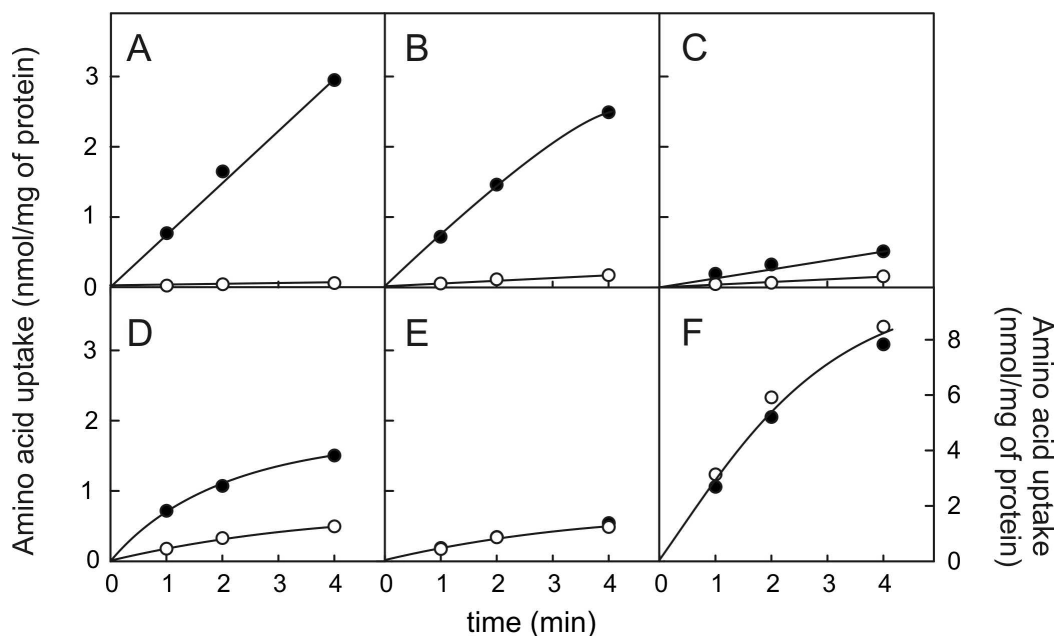 A
B
C
3
2
1
0
D
E
F
3
2
1
0
8
6
4
2
0
0 1 2 3 4
0 1 2 3 4
0 1 2 3 4
time (min)
Amino acid uptake (nmol/mg of protein)
Amino acid uptake
(nmol/mg of protein)